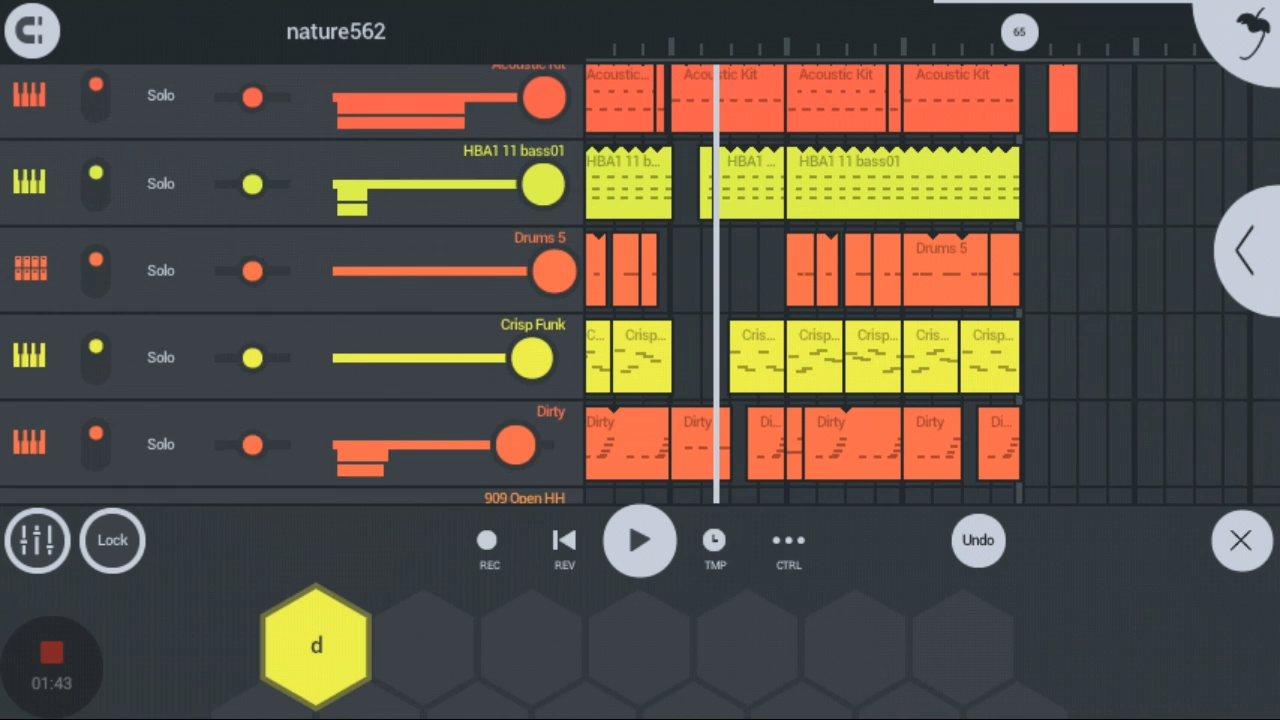 nature562
65
Acoustic Kit
Solo
Acoustic...
Acoustic Kit
Acoustic Kit
Acoustic Kit
HBA1 11 bass01
Solo
HBA1 11 b...
HBA1 ...
HBA1 11 bass01
Drums 5
Solo
Drums 5
Crisp Funk
Solo
C...
Crisp...
Cris...
Crisp...
Crisp...
Cris...
Crisp...
Dirty
Solo
Dirty
Dirty
Di...
Dirty
Dirty
Di...
909 Open HH
Lock
REC
REV
TMP
CTRL
Undo
d
01:43